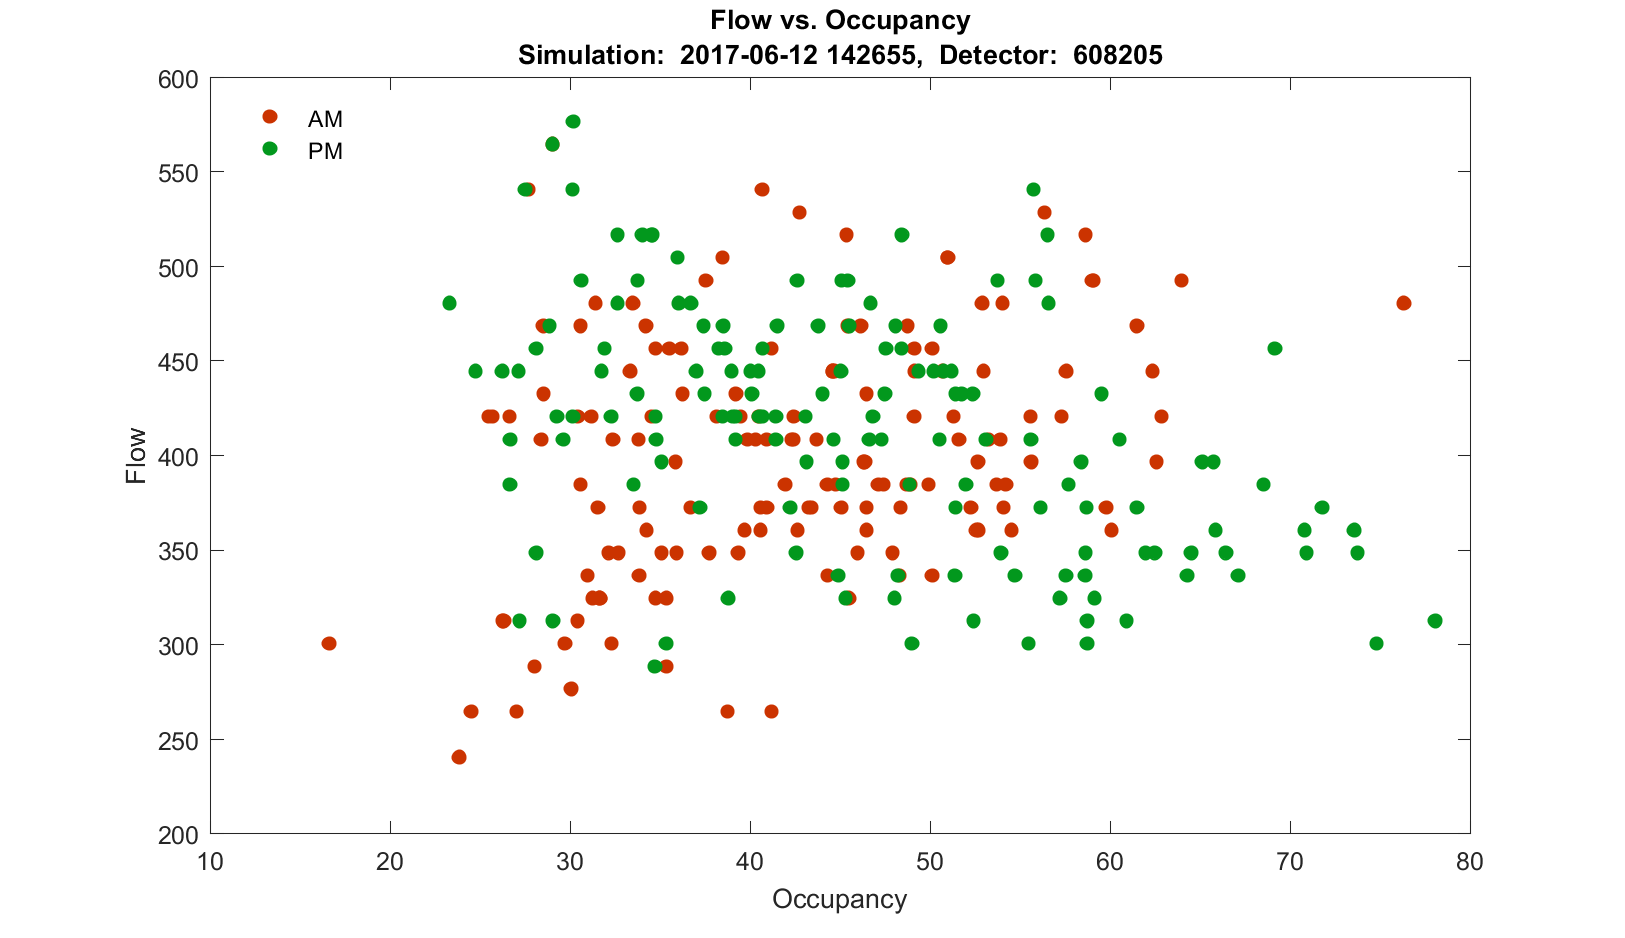 Flow vs. Occupancy
Simulation:  2017-06-12 142655,  Detector:  608205
600
550
500
450
400
350
300
250
200
AM
PM
Flow
10 20 30 40 50 60 70 80
Occupancy